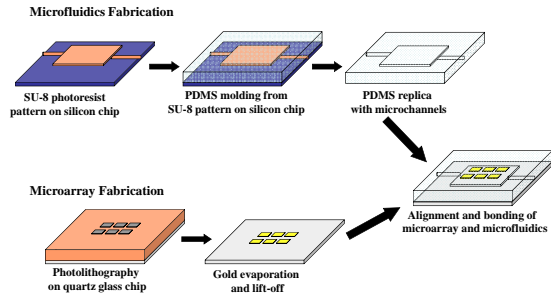 Microfluidics Fabrication
SU-8 photoresist
pattern on silicon chip
PDMS molding from
SU-8 pattern on silicon chip
PDMS replica
with microchannels
Microarray Fabrication
Photolithography
on quartz glass chip
Gold evaporation
and lift-off
Alignment and bonding of
microarray and microfluidics